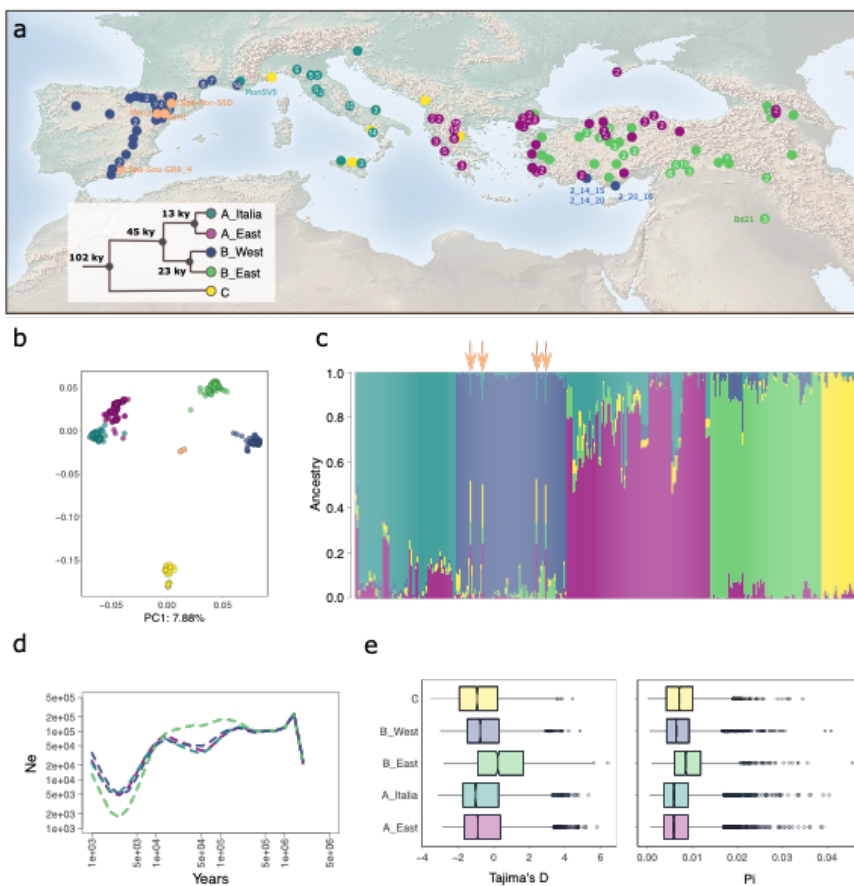 a
MonSVS
2_14_15
2_14_20
2_20_16
Bd21
13 ky
A_Italia
45 ky
A_East
102 ky
B_West
23 ky
B_East
C
b
0.05
0.00
−0.05
−0.10
−0.15
−0.05
0.00
0.05
PC1: 7.88%
c
1.0
0.8
0.6
0.4
0.2
0.0
Ancestry
d
5e+05
2e+05
1e+05
5e+04
2e+04
1e+04
5e+03
2e+03
1e+03
Ne
1e+03
5e+03
1e+04
5e+04
1e+05
5e+05
1e+06
5e+06
Years
e
C
B_West
B_East
A_Italia
A_East
−4
−2
0
2
4
6
Tajima's D
0.00
0.01
0.02
0.03
0.04
Pi